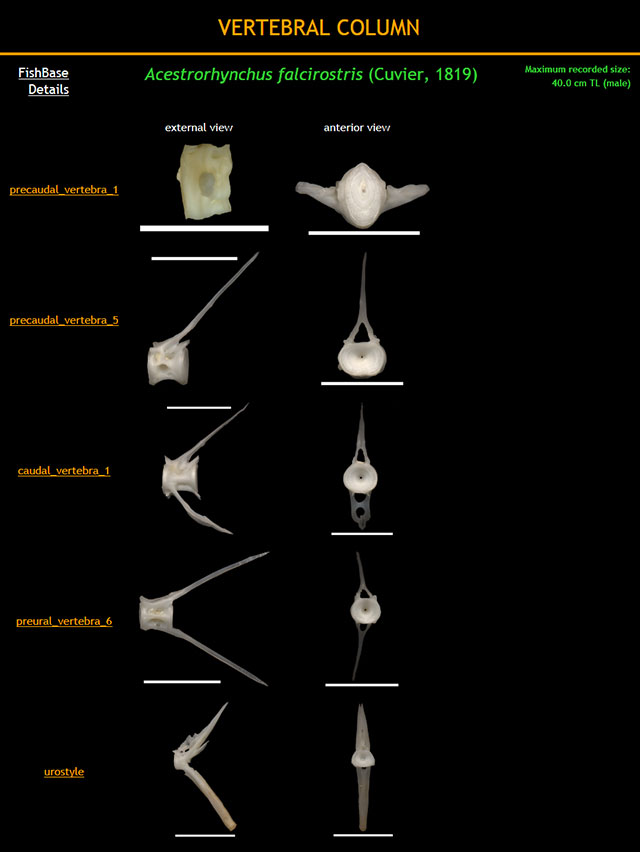 VERTEBRAL COLUMN
FishBase
Details
Acestrorhynchus falcirostris (Cuvier, 1819)
Maximum recorded size:
40.0 cm TL (male)
external view
anterior view
precaudal_vertebra_1
precaudal_vertebra_5
caudal_vertebra_1
preural_vertebra_6
urostyle